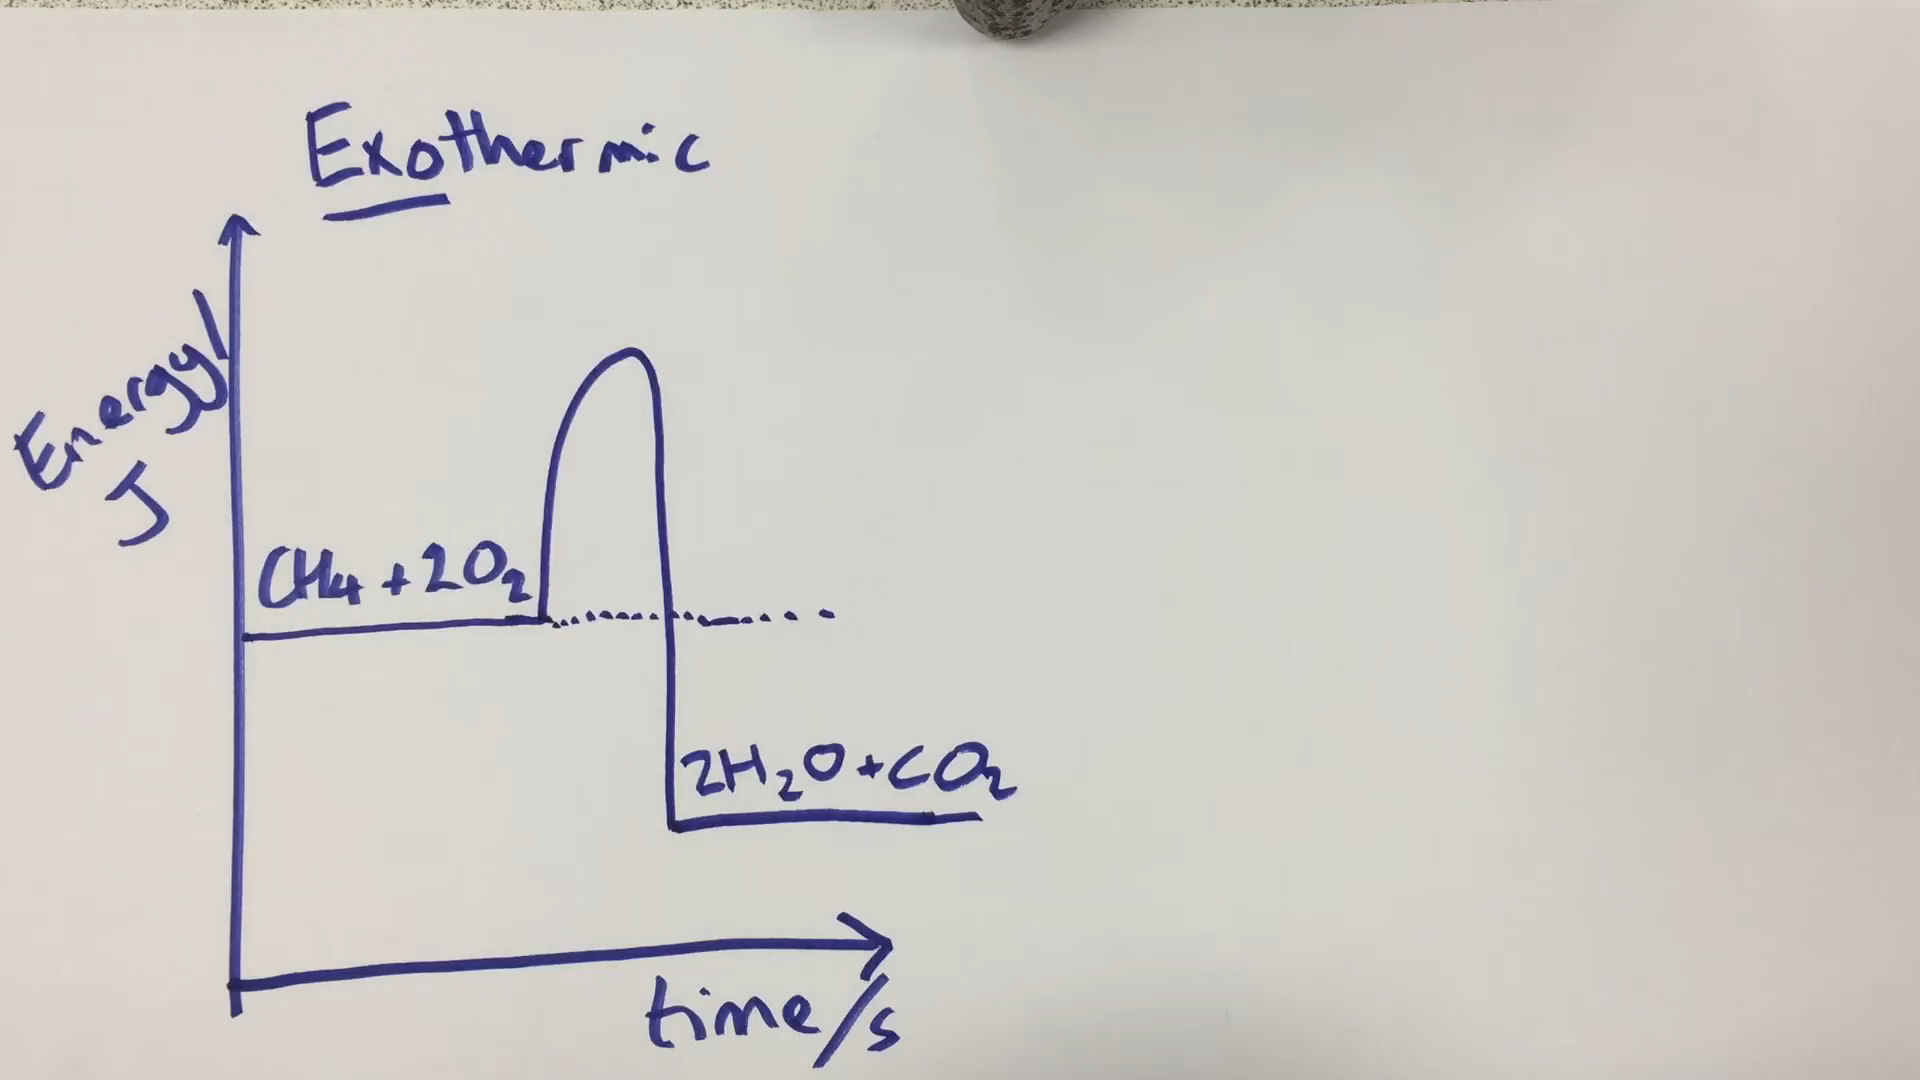 Exothermic
Energy/
J
CH₄ + 2O₂
2H₂O + CO₂
time/s